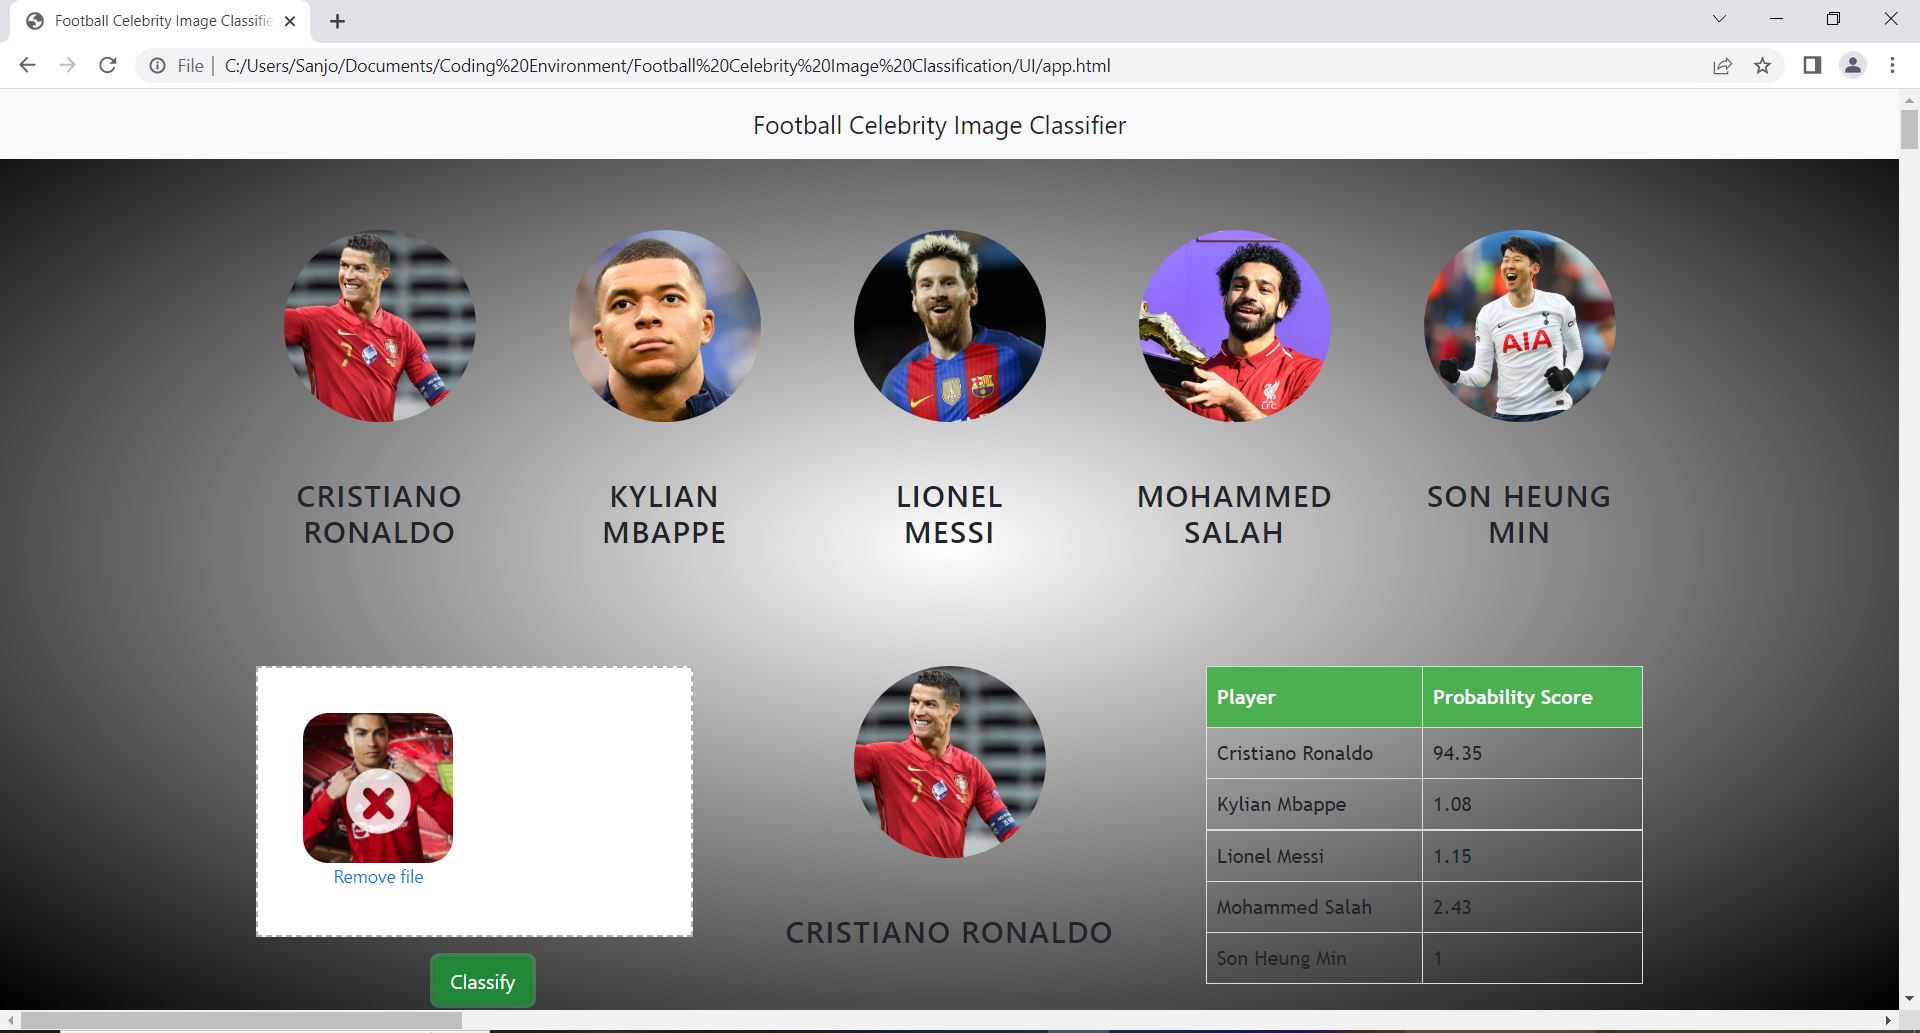 Football Celebrity Image Classifie
File
C:/Users/Sanjo/Documents/Coding%20Environment/Football%20Celebrity%20Image%20Classification/UI/app.html
Football Celebrity Image Classifier
7
AIA
L.F.C.
CRISTIANO
RONALDO
KYLIAN
MBAPPE
LIONEL
MESSI
MOHAMMED
SALAH
SON HEUNG
MIN
Remove file
Classify
7
CRISTIANO RONALDO
Player Probability Score
Cristiano Ronaldo 94.35
Kylian Mbappe 1.08
Lionel Messi 1.15
Mohammed Salah 2.43
Son Heung Min 1